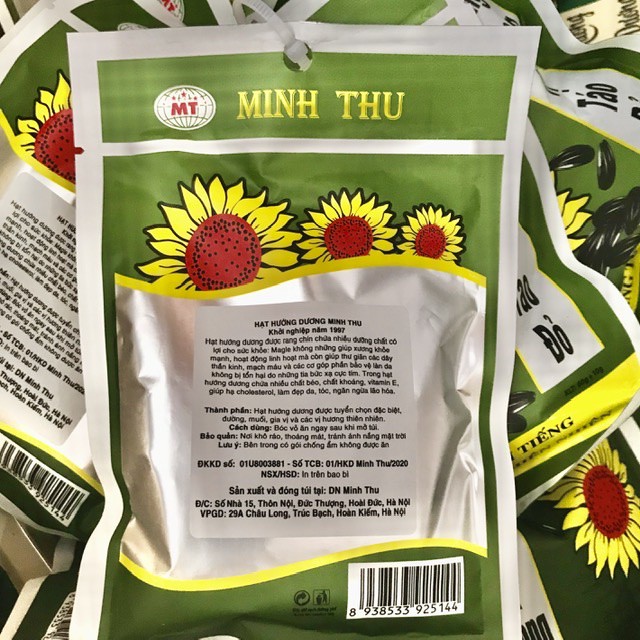 MT
MINH THU
HẠT HƯỚNG DƯƠNG MINH THU
Khởi nghiệp năm 1997
Hạt hướng dương được rang chín chứa nhiều dưỡng chất có
lợi cho sức khỏe: Magie không những giúp xương khỏe
mạnh, hoạt động linh hoạt mà còn giúp thư giãn các dây
thần kinh, mạch máu và các cơ góp phần bảo vệ làn da
không bị tổn hại do những tia bức xạ cực tím. Trong hạt
hướng dương chứa nhiều chất béo, chất khoáng, vitamin E,
giúp hạ cholesterol, làm đẹp da, tóc, ngăn ngừa lão hóa.
Thành phần: Hạt hướng dương được tuyển chọn đặc biệt,
đường, muối, gia vị và các vị hương thiên nhiên.
Cách dùng: Bóc vỏ ăn ngay sau khi mở túi.
Bảo quản: Nơi khô ráo, thoáng mát, tránh ánh nắng mặt trời
Lưu ý: Bên trong có gói chống ẩm không được ăn
ĐKKD số: 01U8003881 - Số TCB: 01/HKD Minh Thu/2020
NSX/HSD: In trên bao bì
Sản xuất và đóng túi tại: DN Minh Thu
Đ/C: Số Nhà 15, Thôn Nội, Đức Thượng, Hoài Đức, Hà Nội
VPGD: 29A Châu Long, Trúc Bạch, Hoàn Kiếm, Hà Nội
8 938533 925144
Táo
Táo
Đỏ
TIẾNG